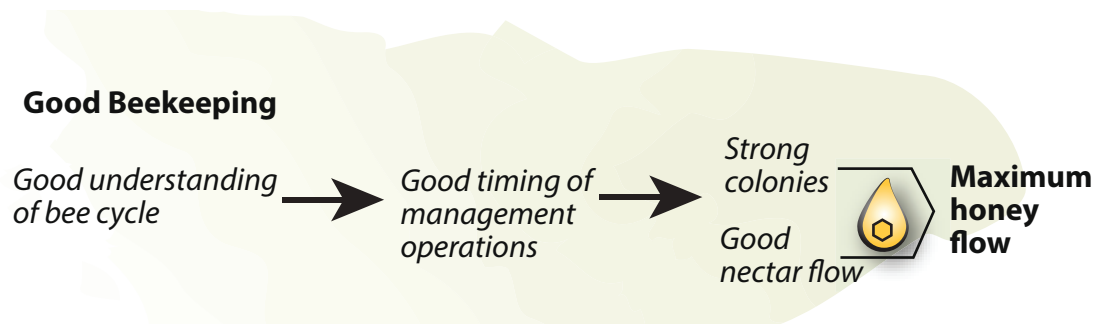 Good Beekeeping
Good understanding
of bee cycle
Good timing of
management
operations
Strong
colonies
Good
nectar flow
Maximum
honey
flow